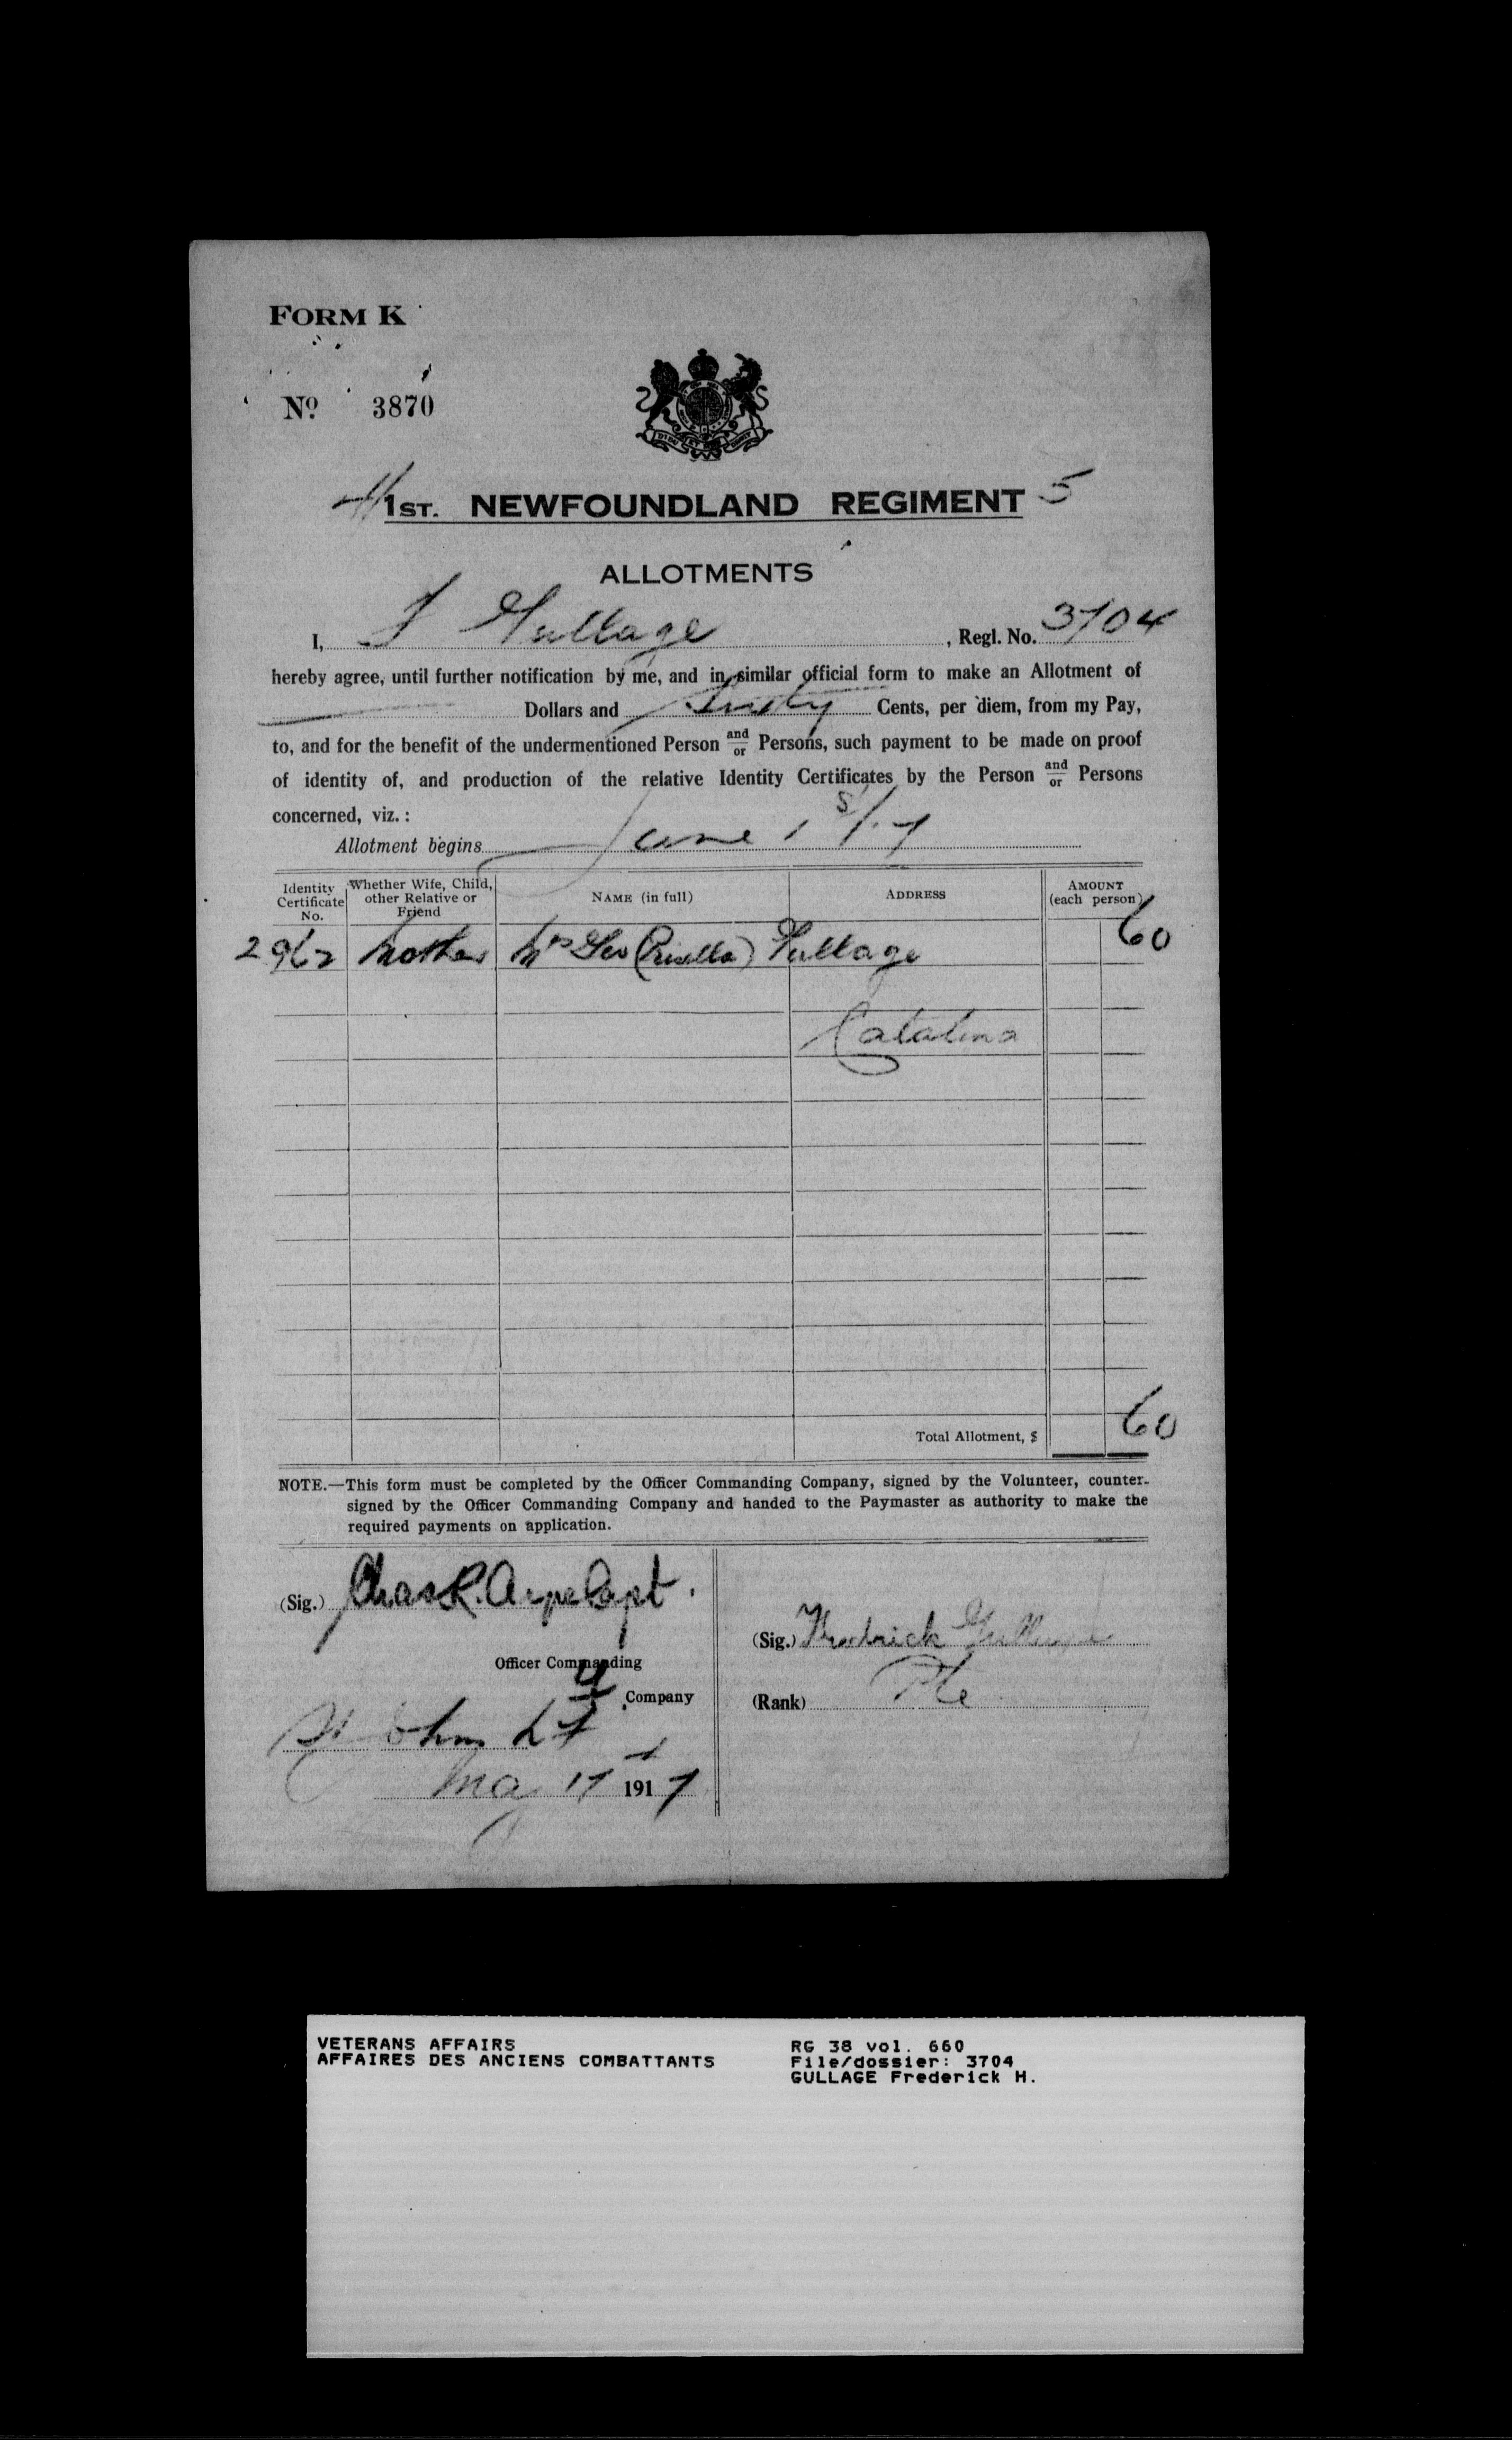 FORM K
Nº 3870
1ST. NEWFOUNDLAND REGIMENT 5
ALLOTMENTS
I, F Gullage, Regl. No. 3704
hereby agree, until further notification by me, and in similar official form to make an Allotment of
Dollars and Sixty Cents, per diem, from my Pay,
to, and for the benefit of the undermentioned Person and/or Persons, such payment to be made on proof
of identity of, and production of the relative Identity Certificates by the Person and/or Persons
concerned, viz.:
Allotment begins June 1st/17
Identity Certificate No. Whether Wife, Child, other Relative or Friend NAME (in full) ADDRESS AMOUNT (each person)
2962 Mother Mrs Geo (Prisilla) Gullage 60
Catalina
Total Allotment, $ 60
NOTE.—This form must be completed by the Officer Commanding Company, signed by the Volunteer, counter-
signed by the Officer Commanding Company and handed to the Paymaster as authority to make the
required payments on application.
(Sig.) Chas R. Ayre Capt.
Officer Commanding
Company
(Sig.) Fredrick Gullage
(Rank) Pte
St Johns Nf
May 17 1917
VETERANS AFFAIRS
AFFAIRES DES ANCIENS COMBATTANTS
RG 38 vol. 660
File/dossier: 3704
GULLAGE Frederick H.